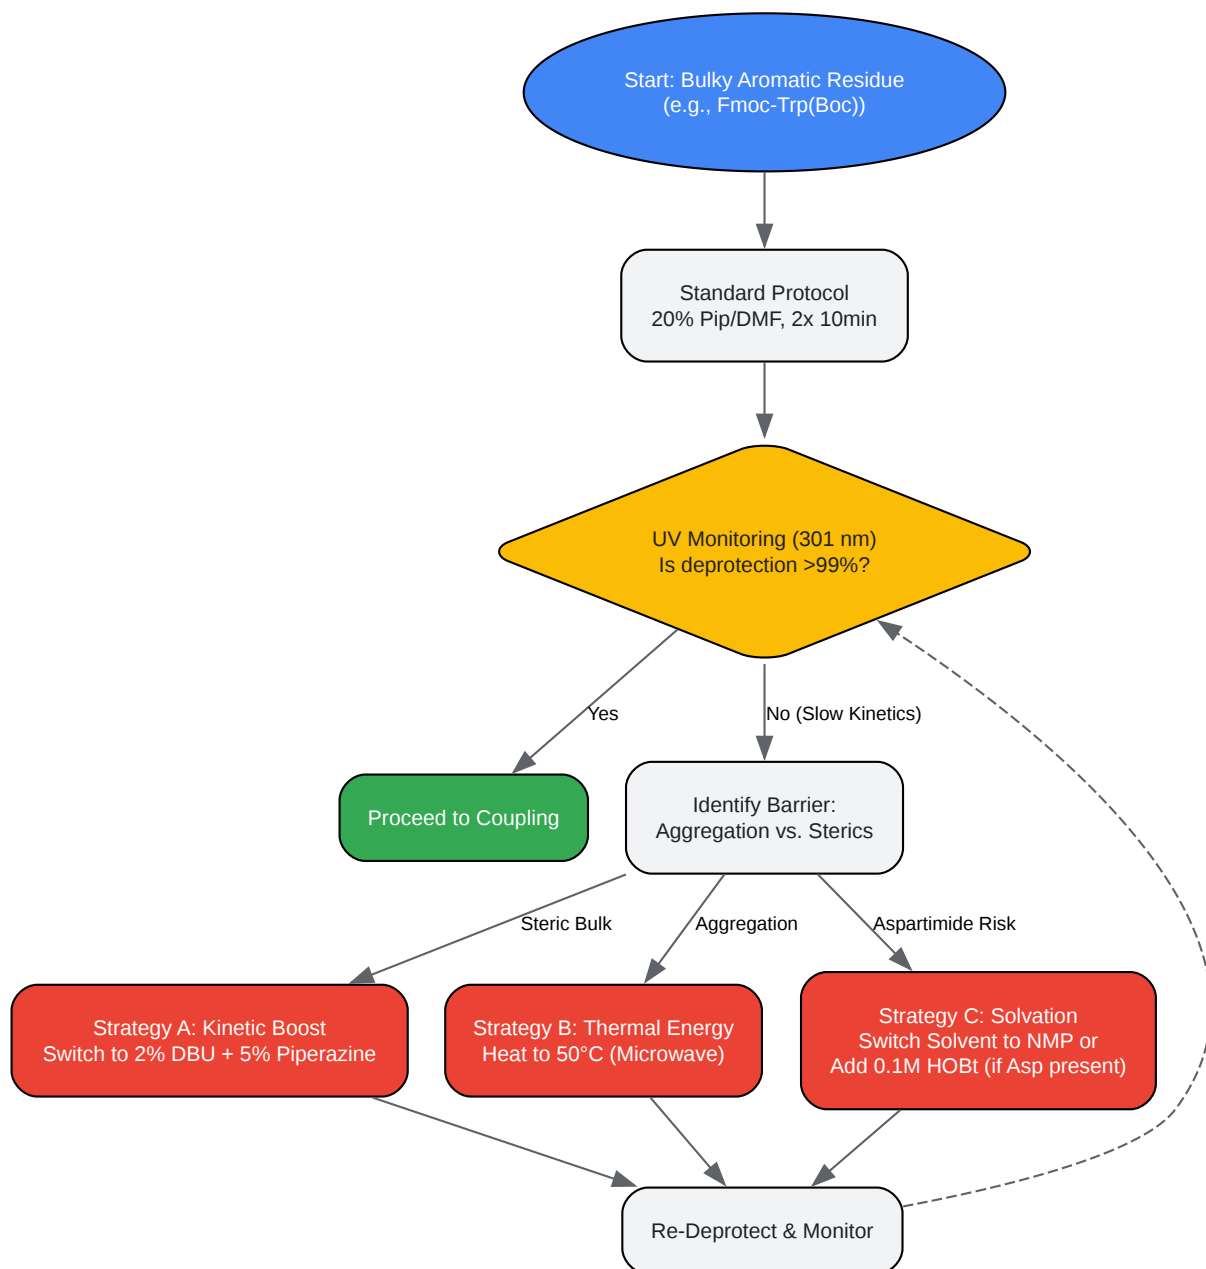 Start: Bulky Aromatic Residue
(e.g., Fmoc-Trp(Boc))
Standard Protocol
20% Pip/DMF, 2x 10min
UV Monitoring (301 nm)
Is deprotection >99%?
Yes
No (Slow Kinetics)
Proceed to Coupling
Identify Barrier:
Aggregation vs. Sterics
Steric Bulk
Aggregation
Aspartimide Risk
Strategy A: Kinetic Boost
Switch to 2% DBU + 5% Piperazine
Strategy B: Thermal Energy
Heat to 50°C (Microwave)
Strategy C: Solvation
Switch Solvent to NMP or
Add 0.1M HOBt (if Asp present)
Re-Deprotect & Monitor